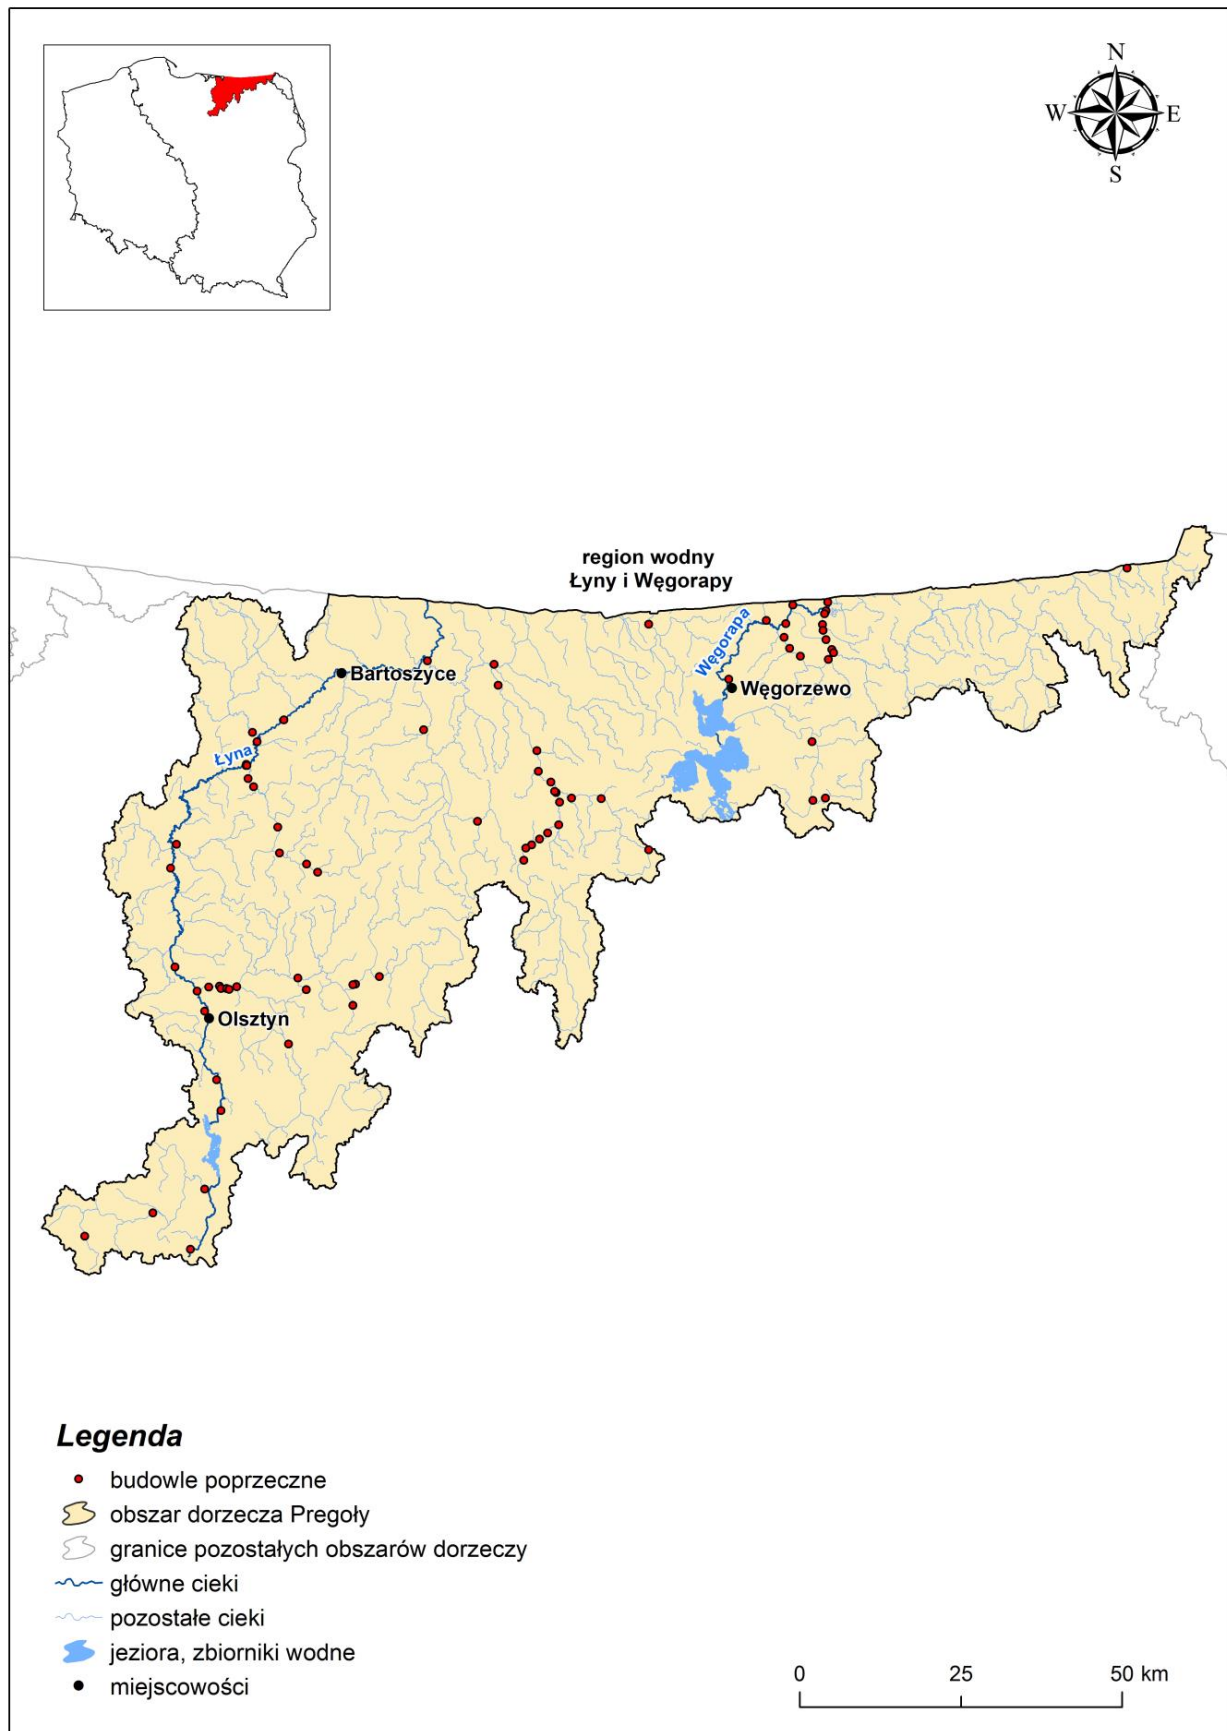 N
W
E
S
region wodny
Łyny i Węgorapy
Węgorapa
Bartoszyce
Węgorzewo
Łyna
Olsztyn
Legenda
budowle poprzeczne
obszar dorzecza Pregoły
granice pozostałych obszarów dorzeczy
główne cieki
pozostałe cieki
jeziora, zbiorniki wodne
miejscowości
0 25 50 km